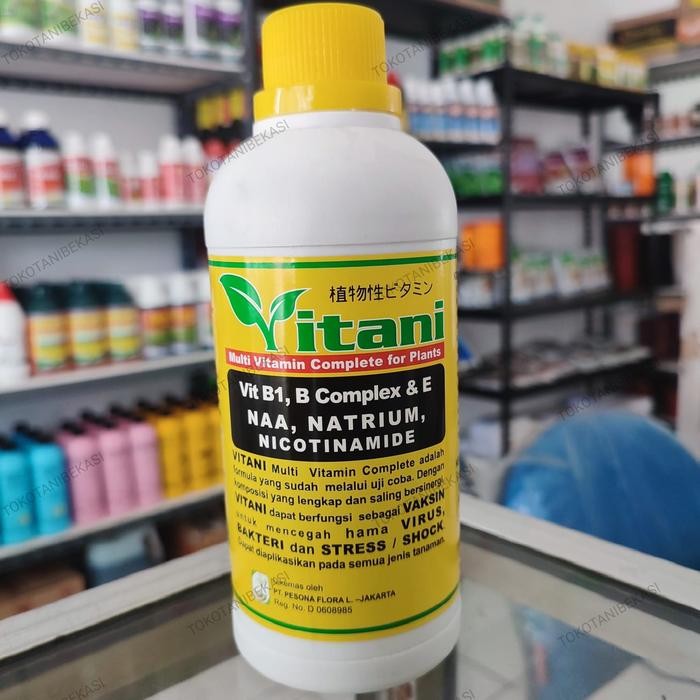 植物性ビタミン
Vitani
Multi Vitamin Complete for Plants
Vit B1, B Complex & E
NAA, NATRIUM,
NICOTINAMIDE
VITANI Multi Vitamin Complete adalah
formula yang sudah melalui uji coba. Dengan
komposisi yang lengkap dan saling bersinergi
VITANI dapat berfungsi sebagai VAKSIN
untuk mencegah hama VIRUS,
BAKTERI dan STRESS / SHOCK.
Dapat diaplikasikan pada semua jenis tanaman.
Dikemas oleh
PT. PESONA FLORA L. -JAKARTA
Reg. No. D 0608985
TOKOTANIBEKASI